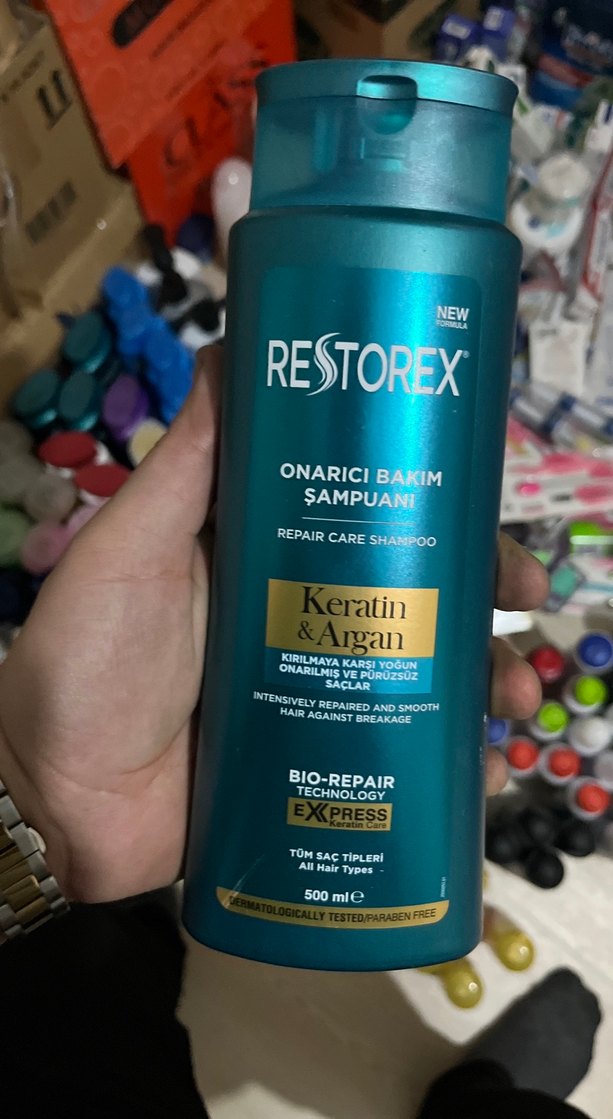 CLASS
NEW
FORMULA
RESTOREX®
ONARICI BAKIM
ŞAMPUANI
REPAIR CARE SHAMPOO
Keratin
& Argan
KIRILMAYA KARŞI YOĞUN
ONARILMIŞ VE PÜRÜZSÜZ
SAÇLAR
INTENSIVELY REPAIRED AND SMOOTH
HAIR AGAINST BREAKAGE
BIO-REPAIR
TECHNOLOGY
EXPRESS
Keratin Care
TÜM SAÇ TİPLERİ
All Hair Types
500 ml ℮
DERMATOLOGICALLY TESTED/PARABEN FREE